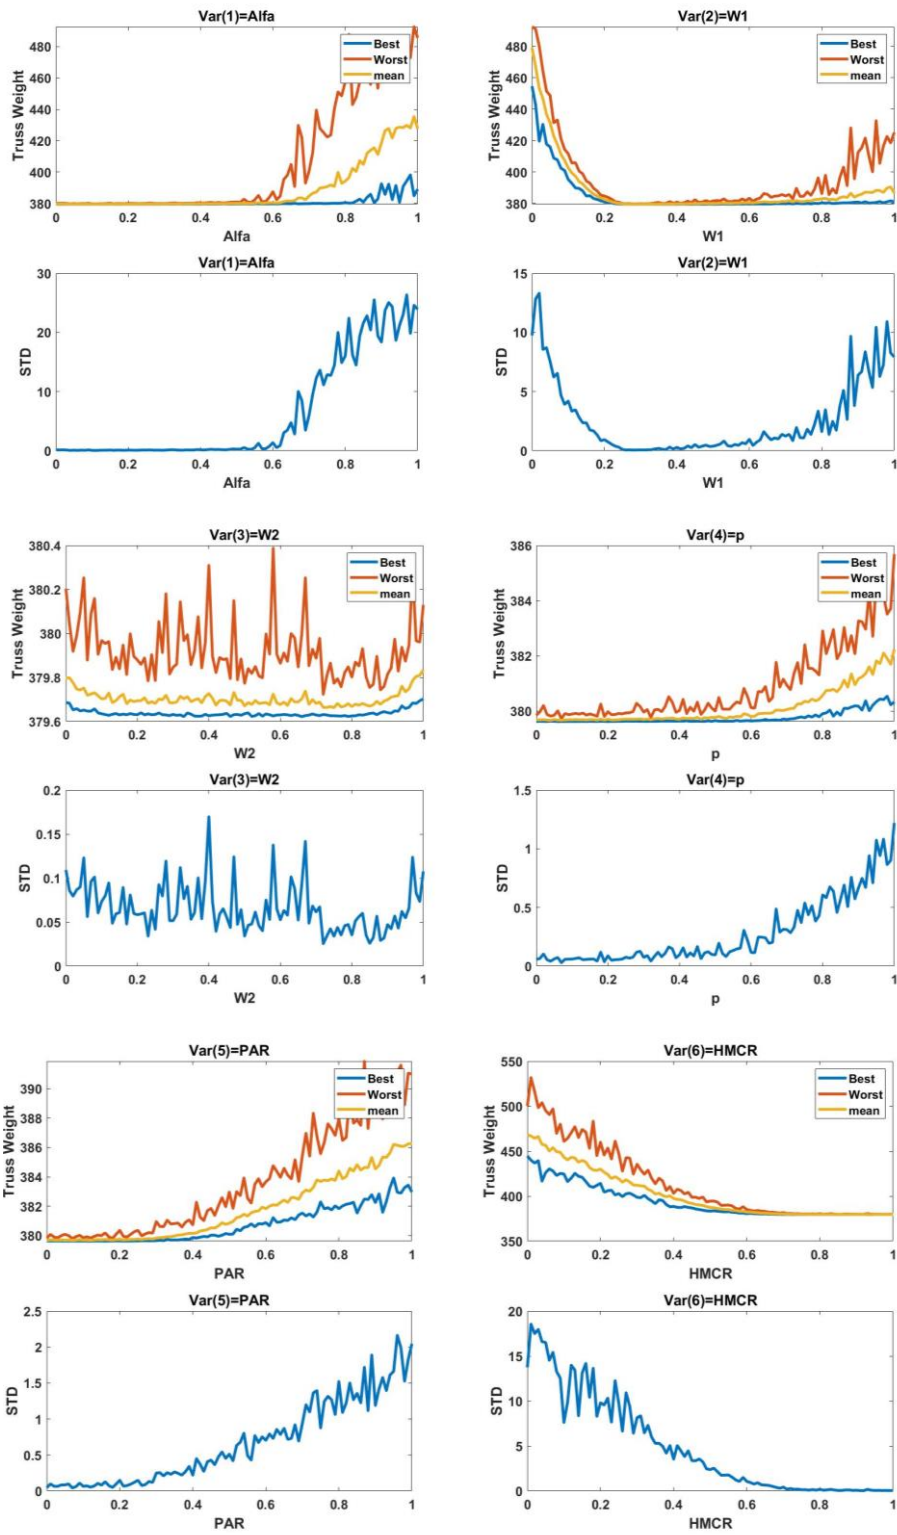 Var(1)=Alfa
Truss Weight
480
460
440
420
400
380
0 0.2 0.4 0.6 0.8 1
Alfa
Best
Worst
mean
Var(2)=W1
Truss Weight
480
460
440
420
400
380
0 0.2 0.4 0.6 0.8 1
W1
Best
Worst
mean
Var(1)=Alfa
STD
30
20
10
0
0 0.2 0.4 0.6 0.8 1
Alfa
Var(2)=W1
STD
15
10
5
0
0 0.2 0.4 0.6 0.8 1
W1
Var(3)=W2
Truss Weight
380.4
380.2
380
379.8
379.6
0 0.2 0.4 0.6 0.8 1
W2
Best
Worst
mean
Var(4)=p
Truss Weight
386
384
382
380
0 0.2 0.4 0.6 0.8 1
p
Best
Worst
mean
Var(3)=W2
STD
0.2
0.15
0.1
0.05
0
0 0.2 0.4 0.6 0.8 1
W2
Var(4)=p
STD
1.5
1
0.5
0
0 0.2 0.4 0.6 0.8 1
p
Var(5)=PAR
Truss Weight
390
388
386
384
382
380
0 0.2 0.4 0.6 0.8 1
PAR
Best
Worst
mean
Var(6)=HMCR
Truss Weight
550
500
450
400
350
0 0.2 0.4 0.6 0.8 1
HMCR
Best
Worst
mean
Var(5)=PAR
STD
2.5
2
1.5
1
0.5
0
0 0.2 0.4 0.6 0.8 1
PAR
Var(6)=HMCR
STD
20
15
10
5
0
0 0.2 0.4 0.6 0.8 1
HMCR